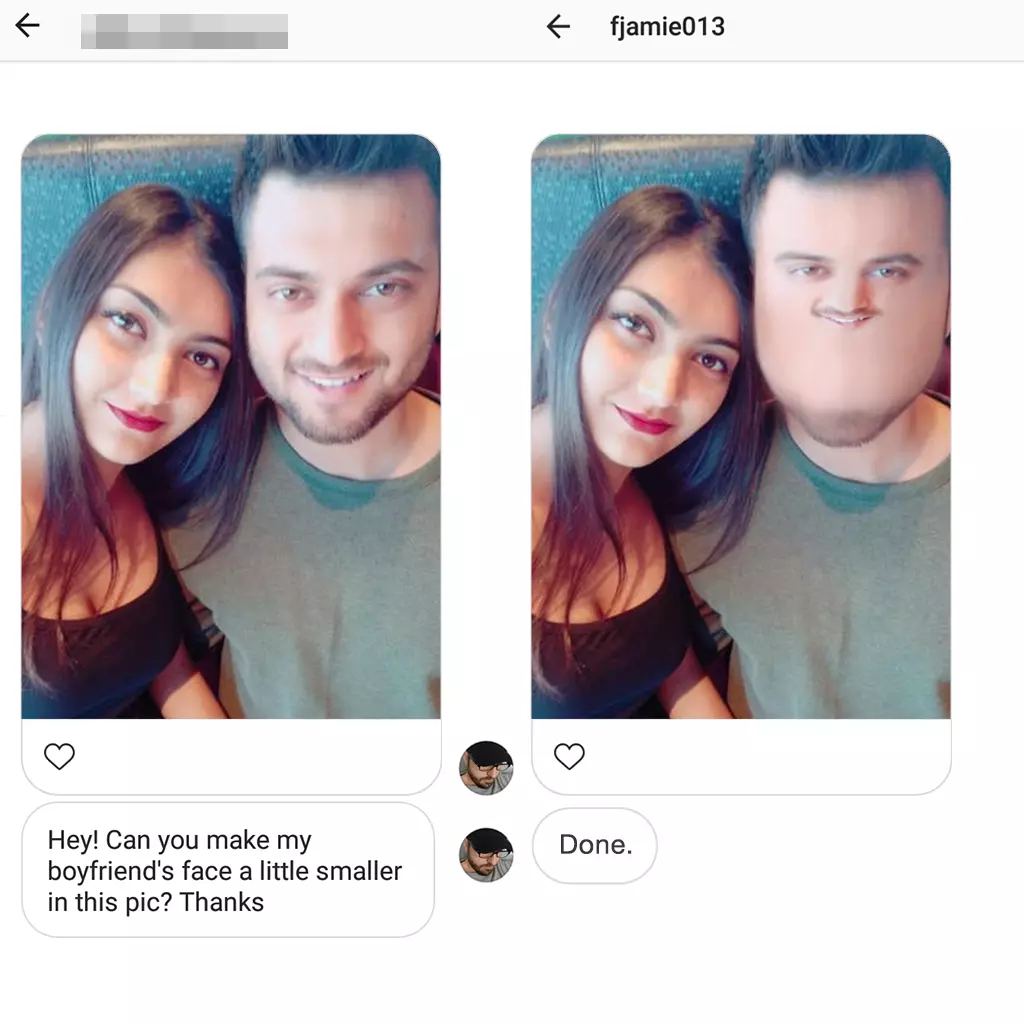 fjamie013
Hey! Can you make my
boyfriend's face a little smaller
in this pic? Thanks
Done.